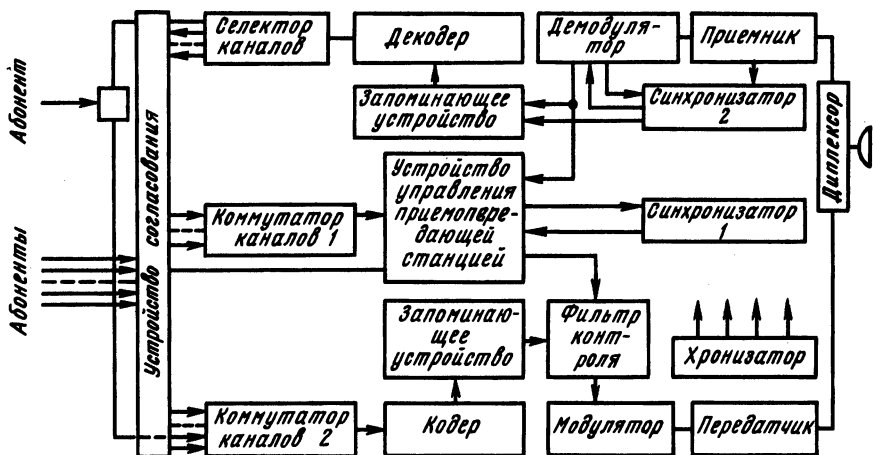 Селектор
каналов
Декодер
Демодуля-
тор
Приемник
Абонент
Запоминающее
устройство
Синхронизатор
2
Диплексор
Устройство согласования
Устройство
управления
приемопере-
дающей
станцией
Коммутатор
каналов 1
Синхронизатор
1
Абоненты
Запоминаю-
щее
устройство
Фильтр
конт-
роля
Хронизатор
Коммутатор
каналов 2
Кодер
Модулятор
Передатчик